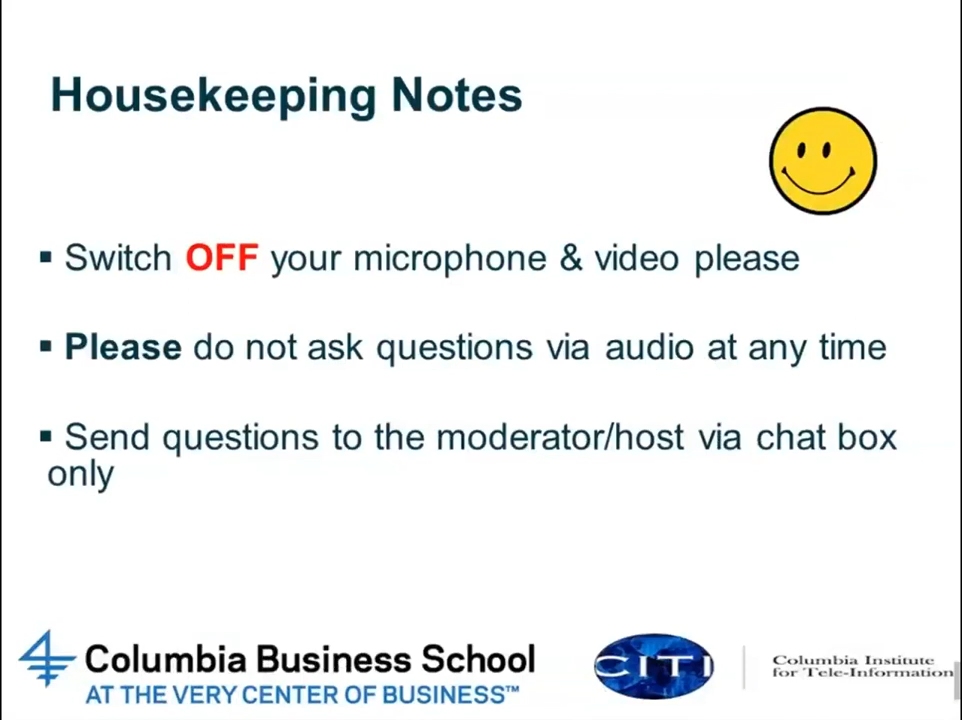 Housekeeping Notes
▪ Switch OFF your microphone & video please
▪ Please do not ask questions via audio at any time
▪ Send questions to the moderator/host via chat box
only
Columbia Business School
AT THE VERY CENTER OF BUSINESS™
CITI
Columbia Institute
for Tele-Information